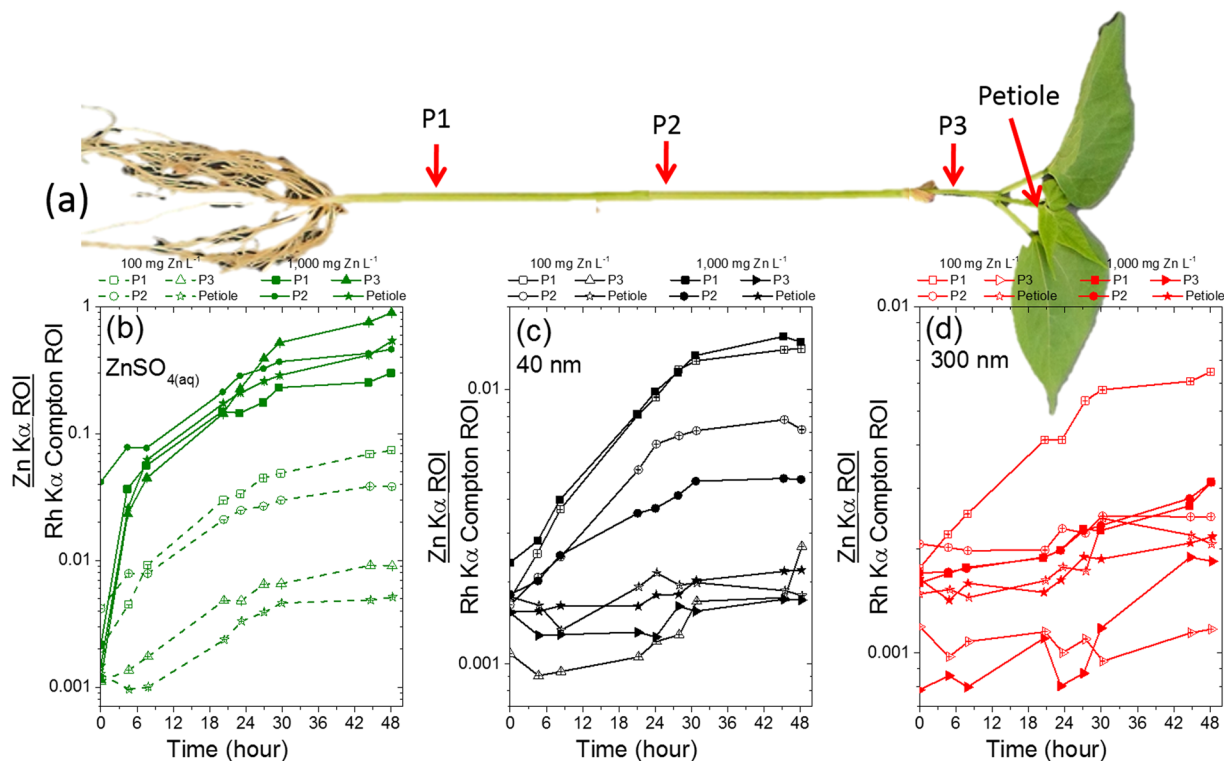 P1
P2
P3
Petiole
(a)
100 mg Zn L⁻¹ 1,000 mg Zn L⁻¹
P1 P3 P1 P3
P2 Petiole P2 Petiole
100 mg Zn L⁻¹ 1,000 mg Zn L⁻¹
P1 P3 P1 P3
P2 Petiole P2 Petiole
100 mg Zn L⁻¹ 1,000 mg Zn L⁻¹
P1 P3 P1 P3
P2 Petiole P2 Petiole
(b)
ZnSO4(aq)
Zn Kα ROI
Rh Kα Compton ROI
1
0.1
0.01
0.001
0 6 12 18 24 30 36 42 48
Time (hour)
(c)
40 nm
Zn Kα ROI
Rh Kα Compton ROI
0.01
0.001
0 6 12 18 24 30 36 42 48
Time (hour)
(d)
300 nm
Zn Kα ROI
Rh Kα Compton ROI
0.01
0.001
0 6 12 18 24 30 36 42 48
Time (hour)